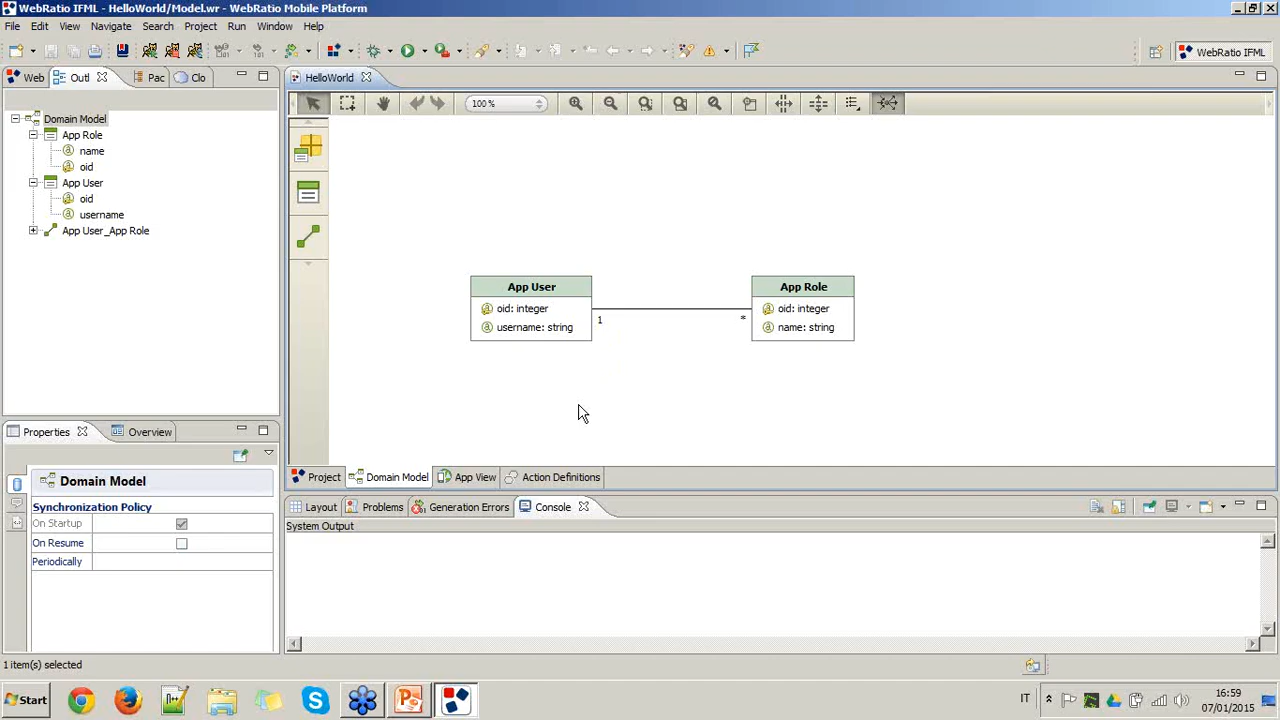 WebRatio IFML - HelloWorld/Model.wr - WebRatio Mobile Platform
File Edit View Navigate Search Project Run Window Help
WebRatio IFML
Web Outl Pac Clo
HelloWorld
100 %
Domain Model
App Role
name
oid
App User
oid
username
App User_App Role
App User
oid: integer
username: string
1
*
App Role
oid: integer
name: string
Project Domain Model App View Action Definitions
Properties Overview
Domain Model
Synchronization Policy
On Startup
On Resume
Periodically
Layout Problems Generation Errors Console
System Output
1 item(s) selected
Start
IT
16:59
07/01/2015